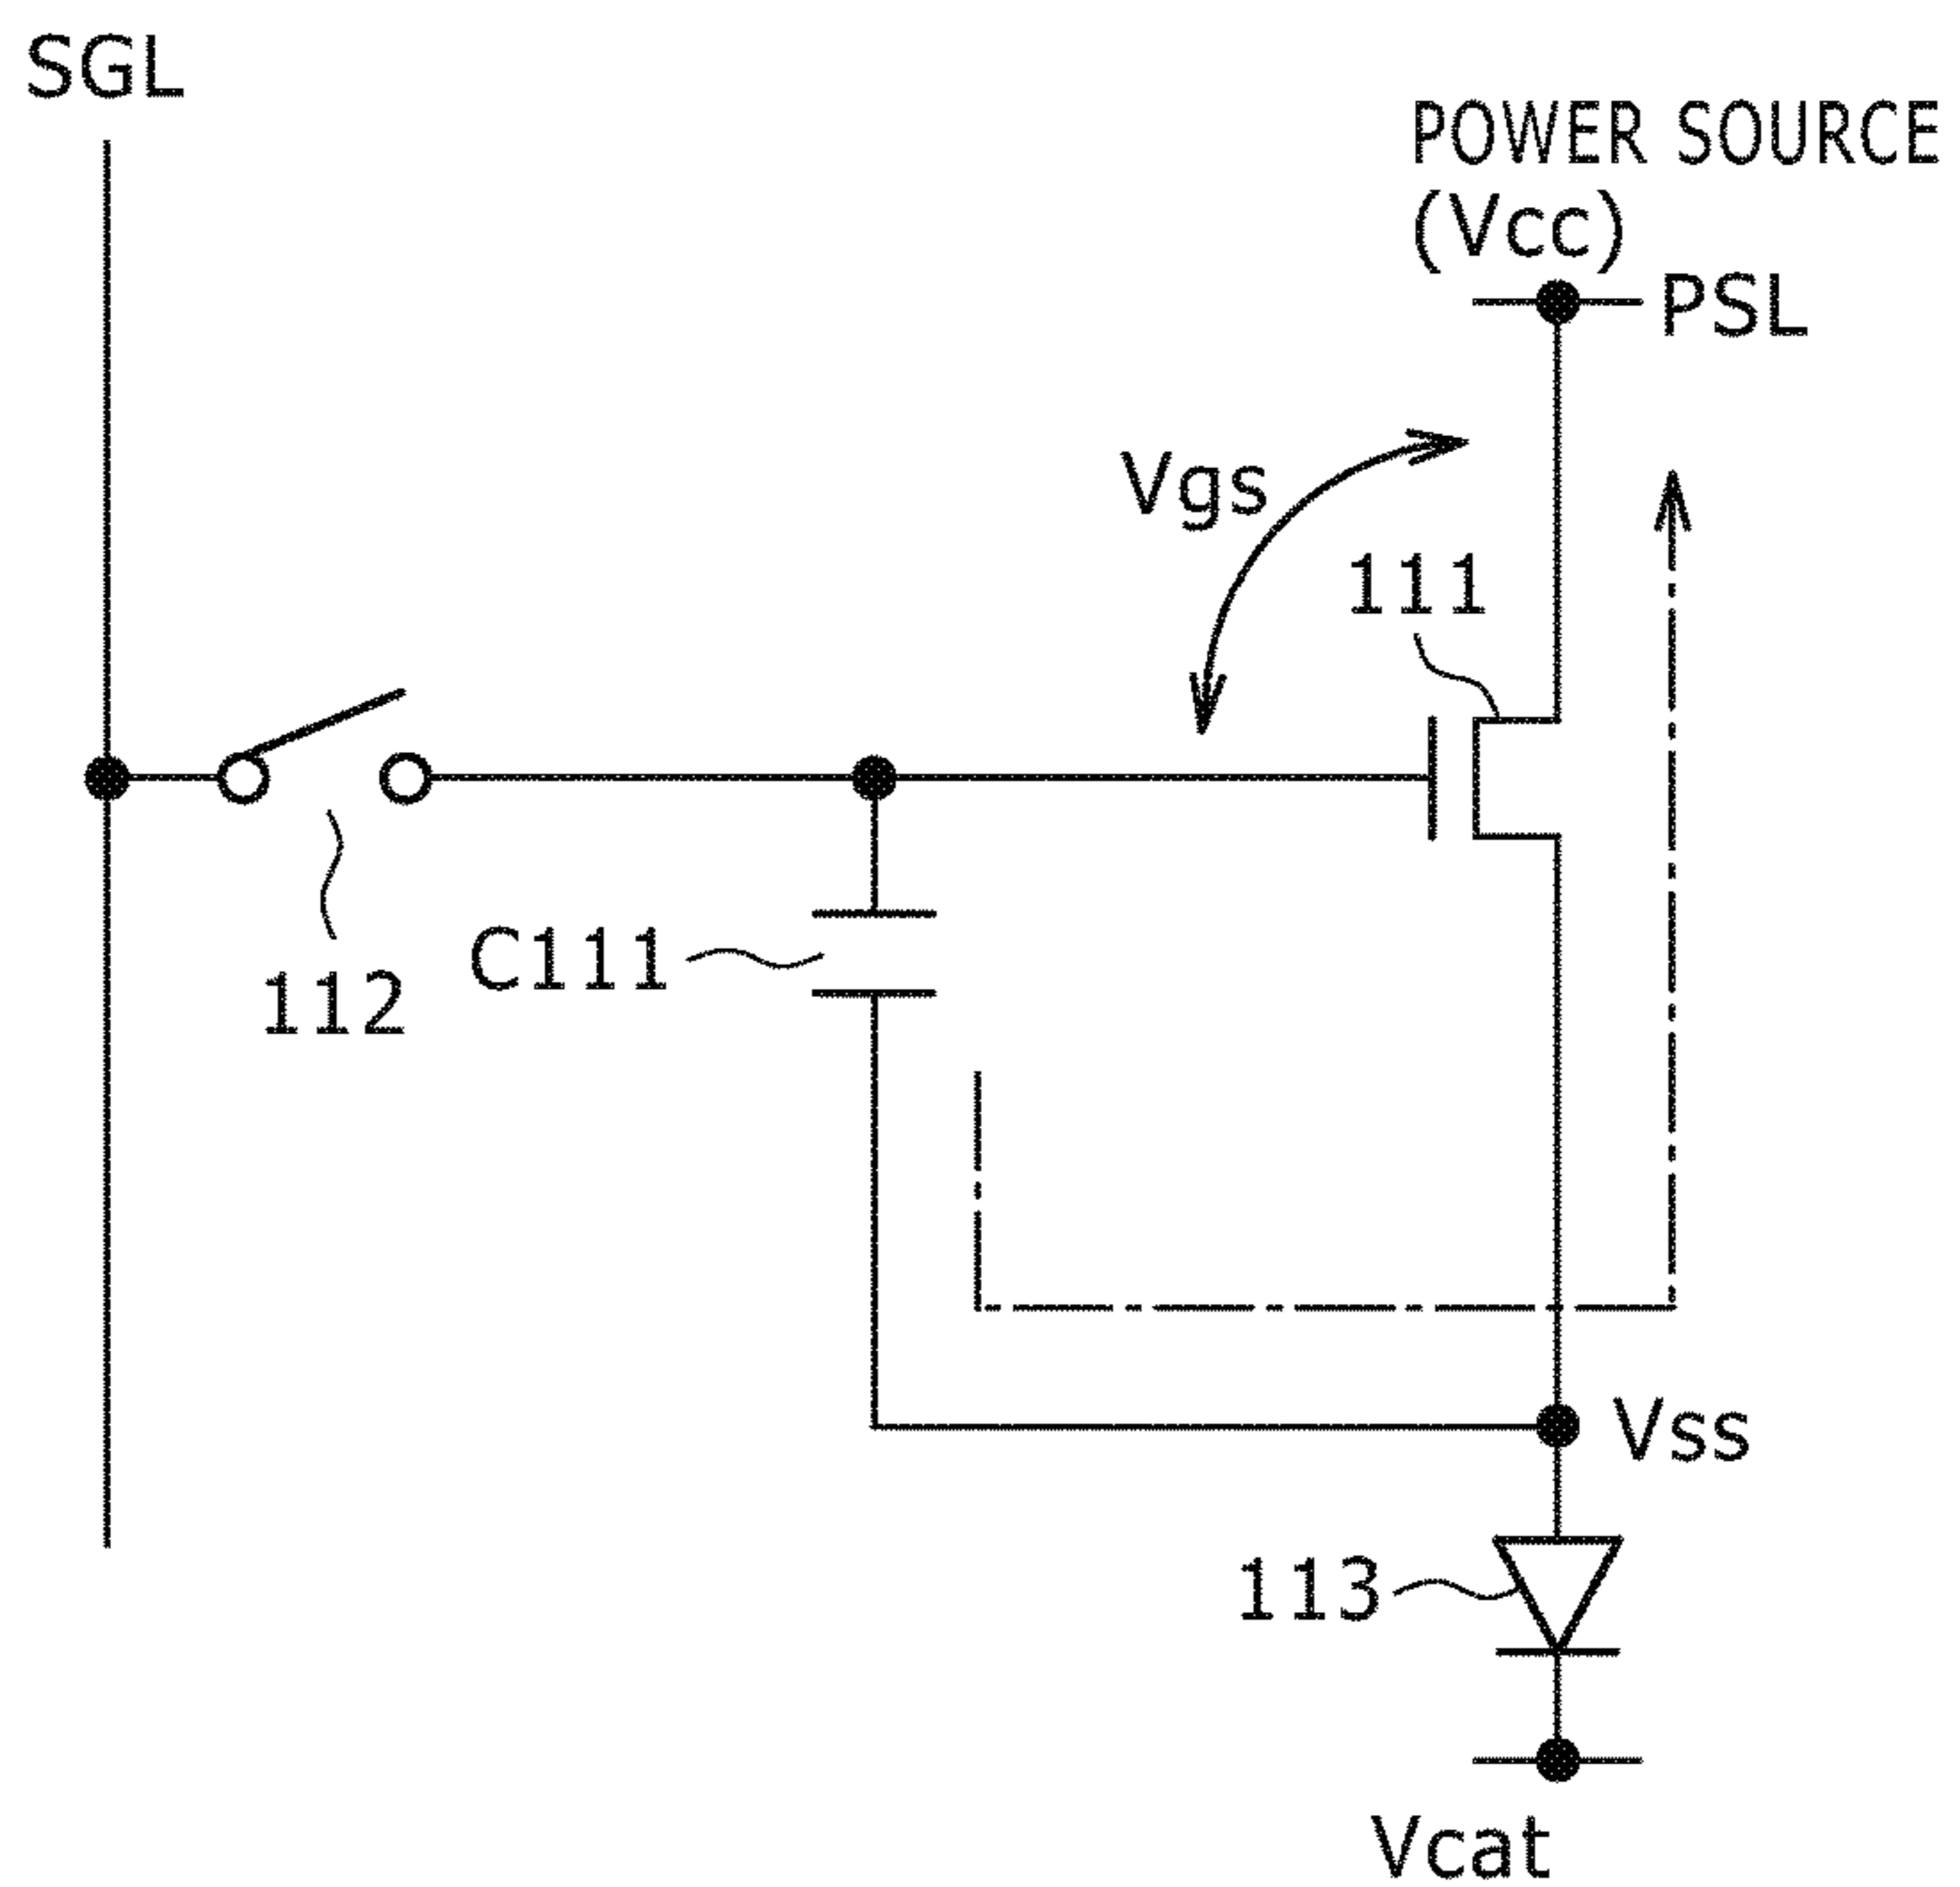 SGL
POWER SOURCE
(Vcc)
PSL
Vgs
111
C111
112
Vss
113
Vcat